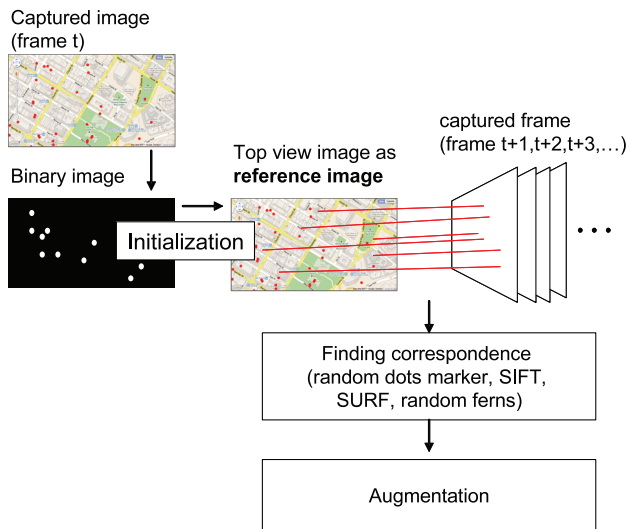 Captured image
(frame t)
Binary image
Initialization
Top view image as
reference image
captured frame
(frame t+1,t+2,t+3,…)
Finding correspondence
(random dots marker, SIFT,
SURF, random ferns)
Augmentation